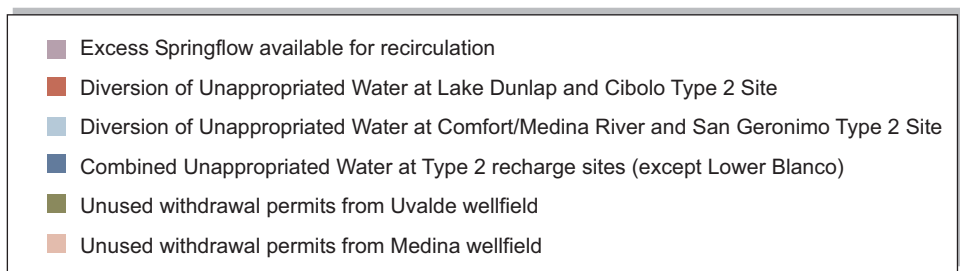 Excess Springflow available for recirculation
Diversion of Unappropriated Water at Lake Dunlap and Cibolo Type 2 Site
Diversion of Unappropriated Water at Comfort/Medina River and San Geronimo Type 2 Site
Combined Unappropriated Water at Type 2 recharge sites (except Lower Blanco)
Unused withdrawal permits from Uvalde wellfield
Unused withdrawal permits from Medina wellfield